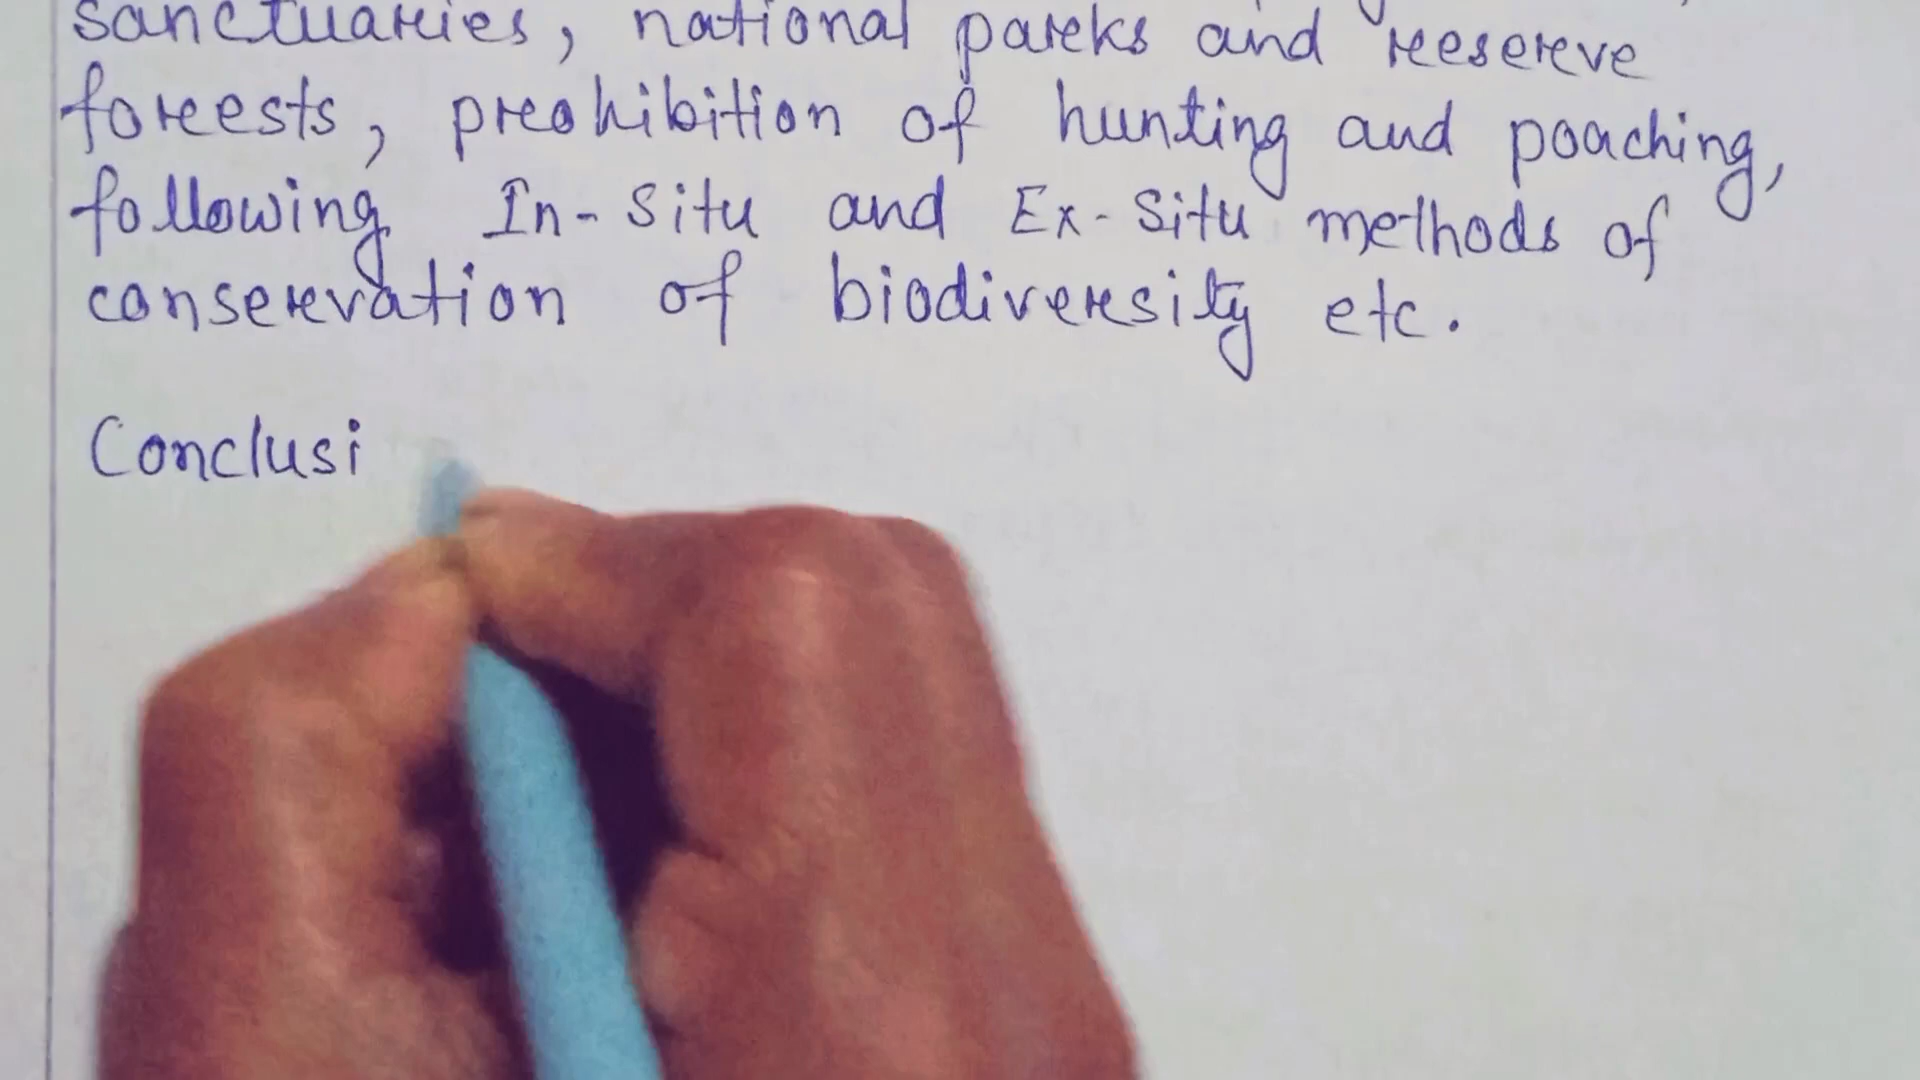 sanctuaries, national parks and reserve
forests, prohibition of hunting and poaching,
following In-Situ and Ex-Situ methods of
conservation of biodiversity etc.
Conclusi